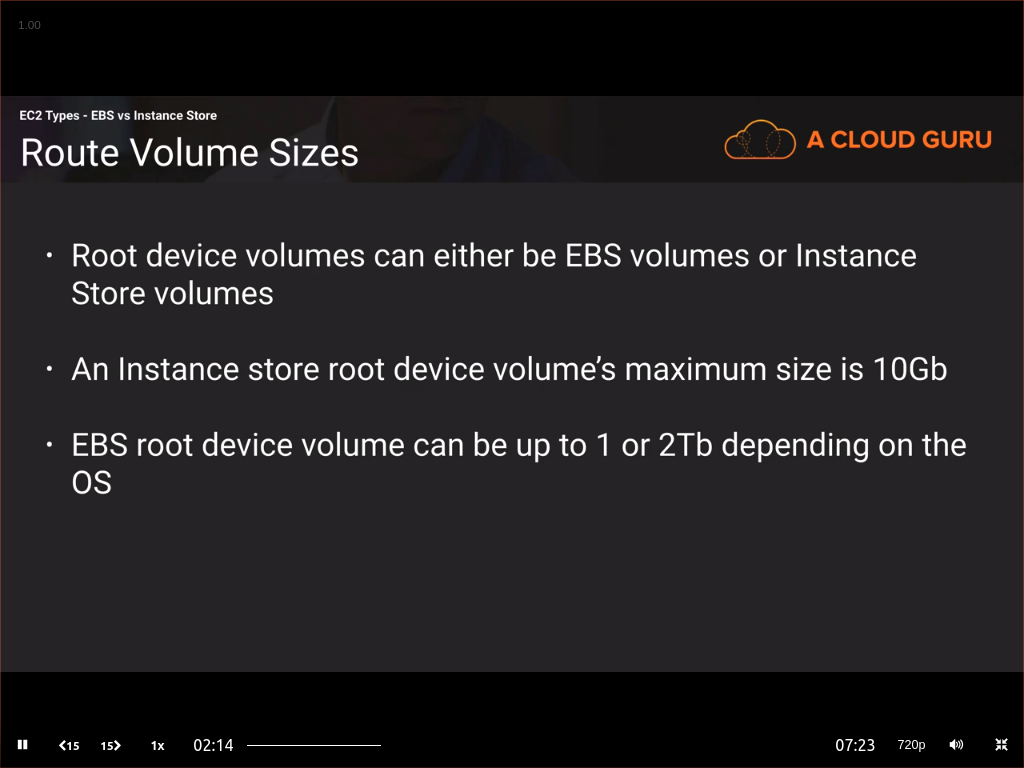 1.00
EC2 Types - EBS vs Instance Store
Route Volume Sizes
A CLOUD GURU
• Root device volumes can either be EBS volumes or Instance
Store volumes
• An Instance store root device volume’s maximum size is 10Gb
• EBS root device volume can be up to 1 or 2Tb depending on the
OS
15 15 1x 02:14 07:23 720p